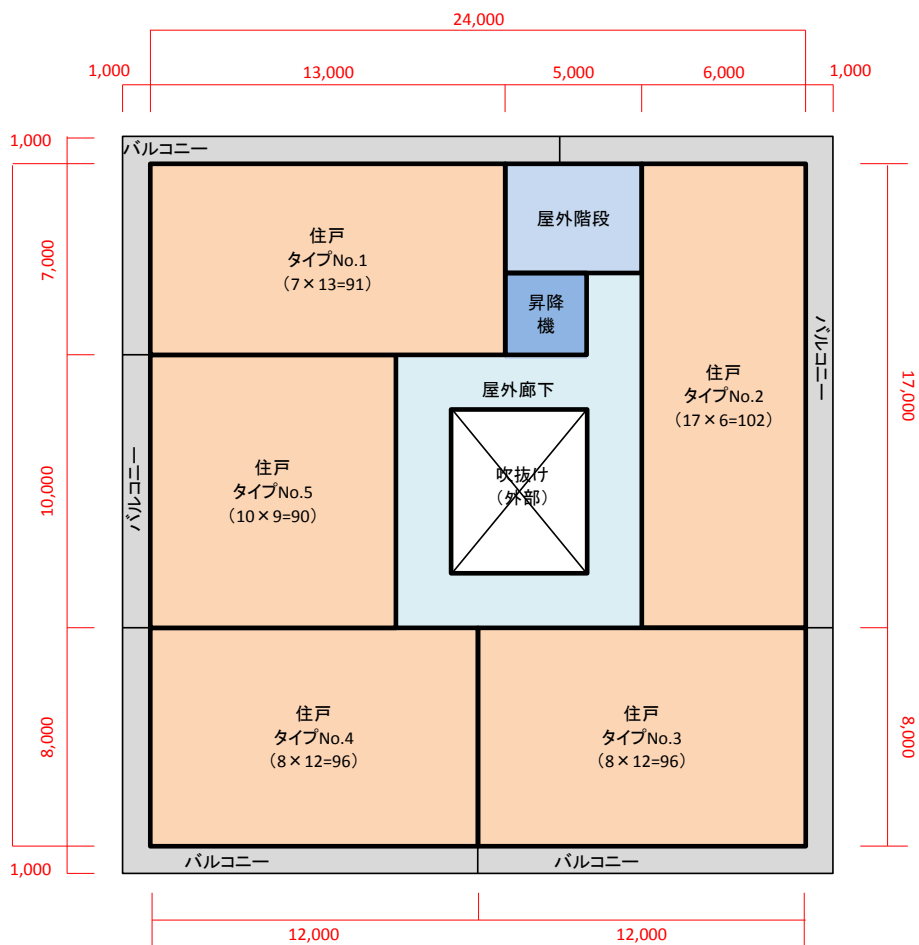 24,000
1,000
13,000
5,000
6,000
1,000
1,000
バルコニー
住戸
タイプNo.1
（7×13=91）
屋外階段
昇降
機
7,000
バルコニー
住戸
タイプNo.2
（17×6=102）
17,000
屋外廊下
吹抜け
（外部）
住戸
タイプNo.5
（10×9=90）
バルコニー
10,000
住戸
タイプNo.4
（8×12=96）
住戸
タイプNo.3
（8×12=96）
8,000
8,000
バルコニー
バルコニー
1,000
12,000
12,000